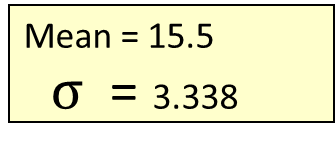 Mean = 15.5
σ = 3.338